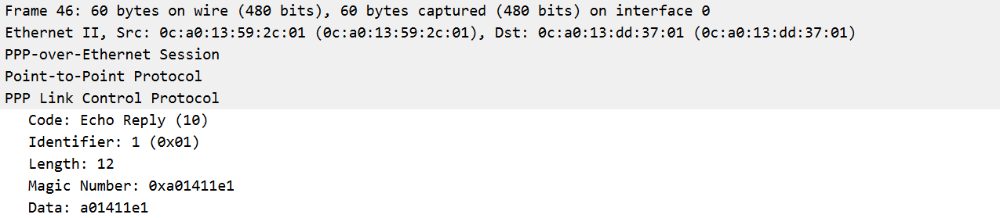 Frame 46: 60 bytes on wire (480 bits), 60 bytes captured (480 bits) on interface 0
Ethernet II, Src: 0c:a0:13:59:2c:01 (0c:a0:13:59:2c:01), Dst: 0c:a0:13:dd:37:01 (0c:a0:13:dd:37:01)
PPP-over-Ethernet Session
Point-to-Point Protocol
PPP Link Control Protocol
Code: Echo Reply (10)
Identifier: 1 (0x01)
Length: 12
Magic Number: 0xa01411e1
Data: a01411e1